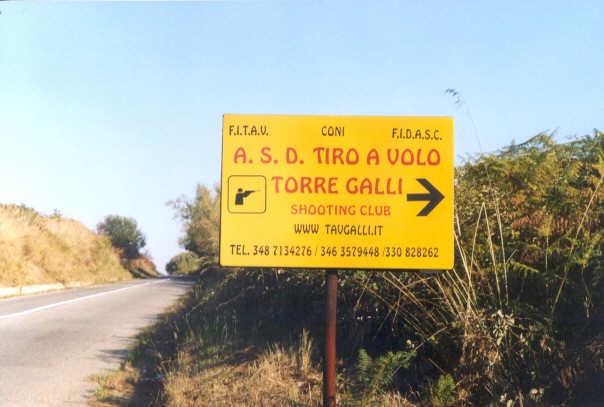 F.I.T.A.V. CONI F.I.D.A.S.C.
A. S. D. TIRO A VOLO
TORRE GALLI
SHOOTING CLUB
WWW TAVGALLI.IT
TEL. 348 7134276 / 346 3579448 /330 828262